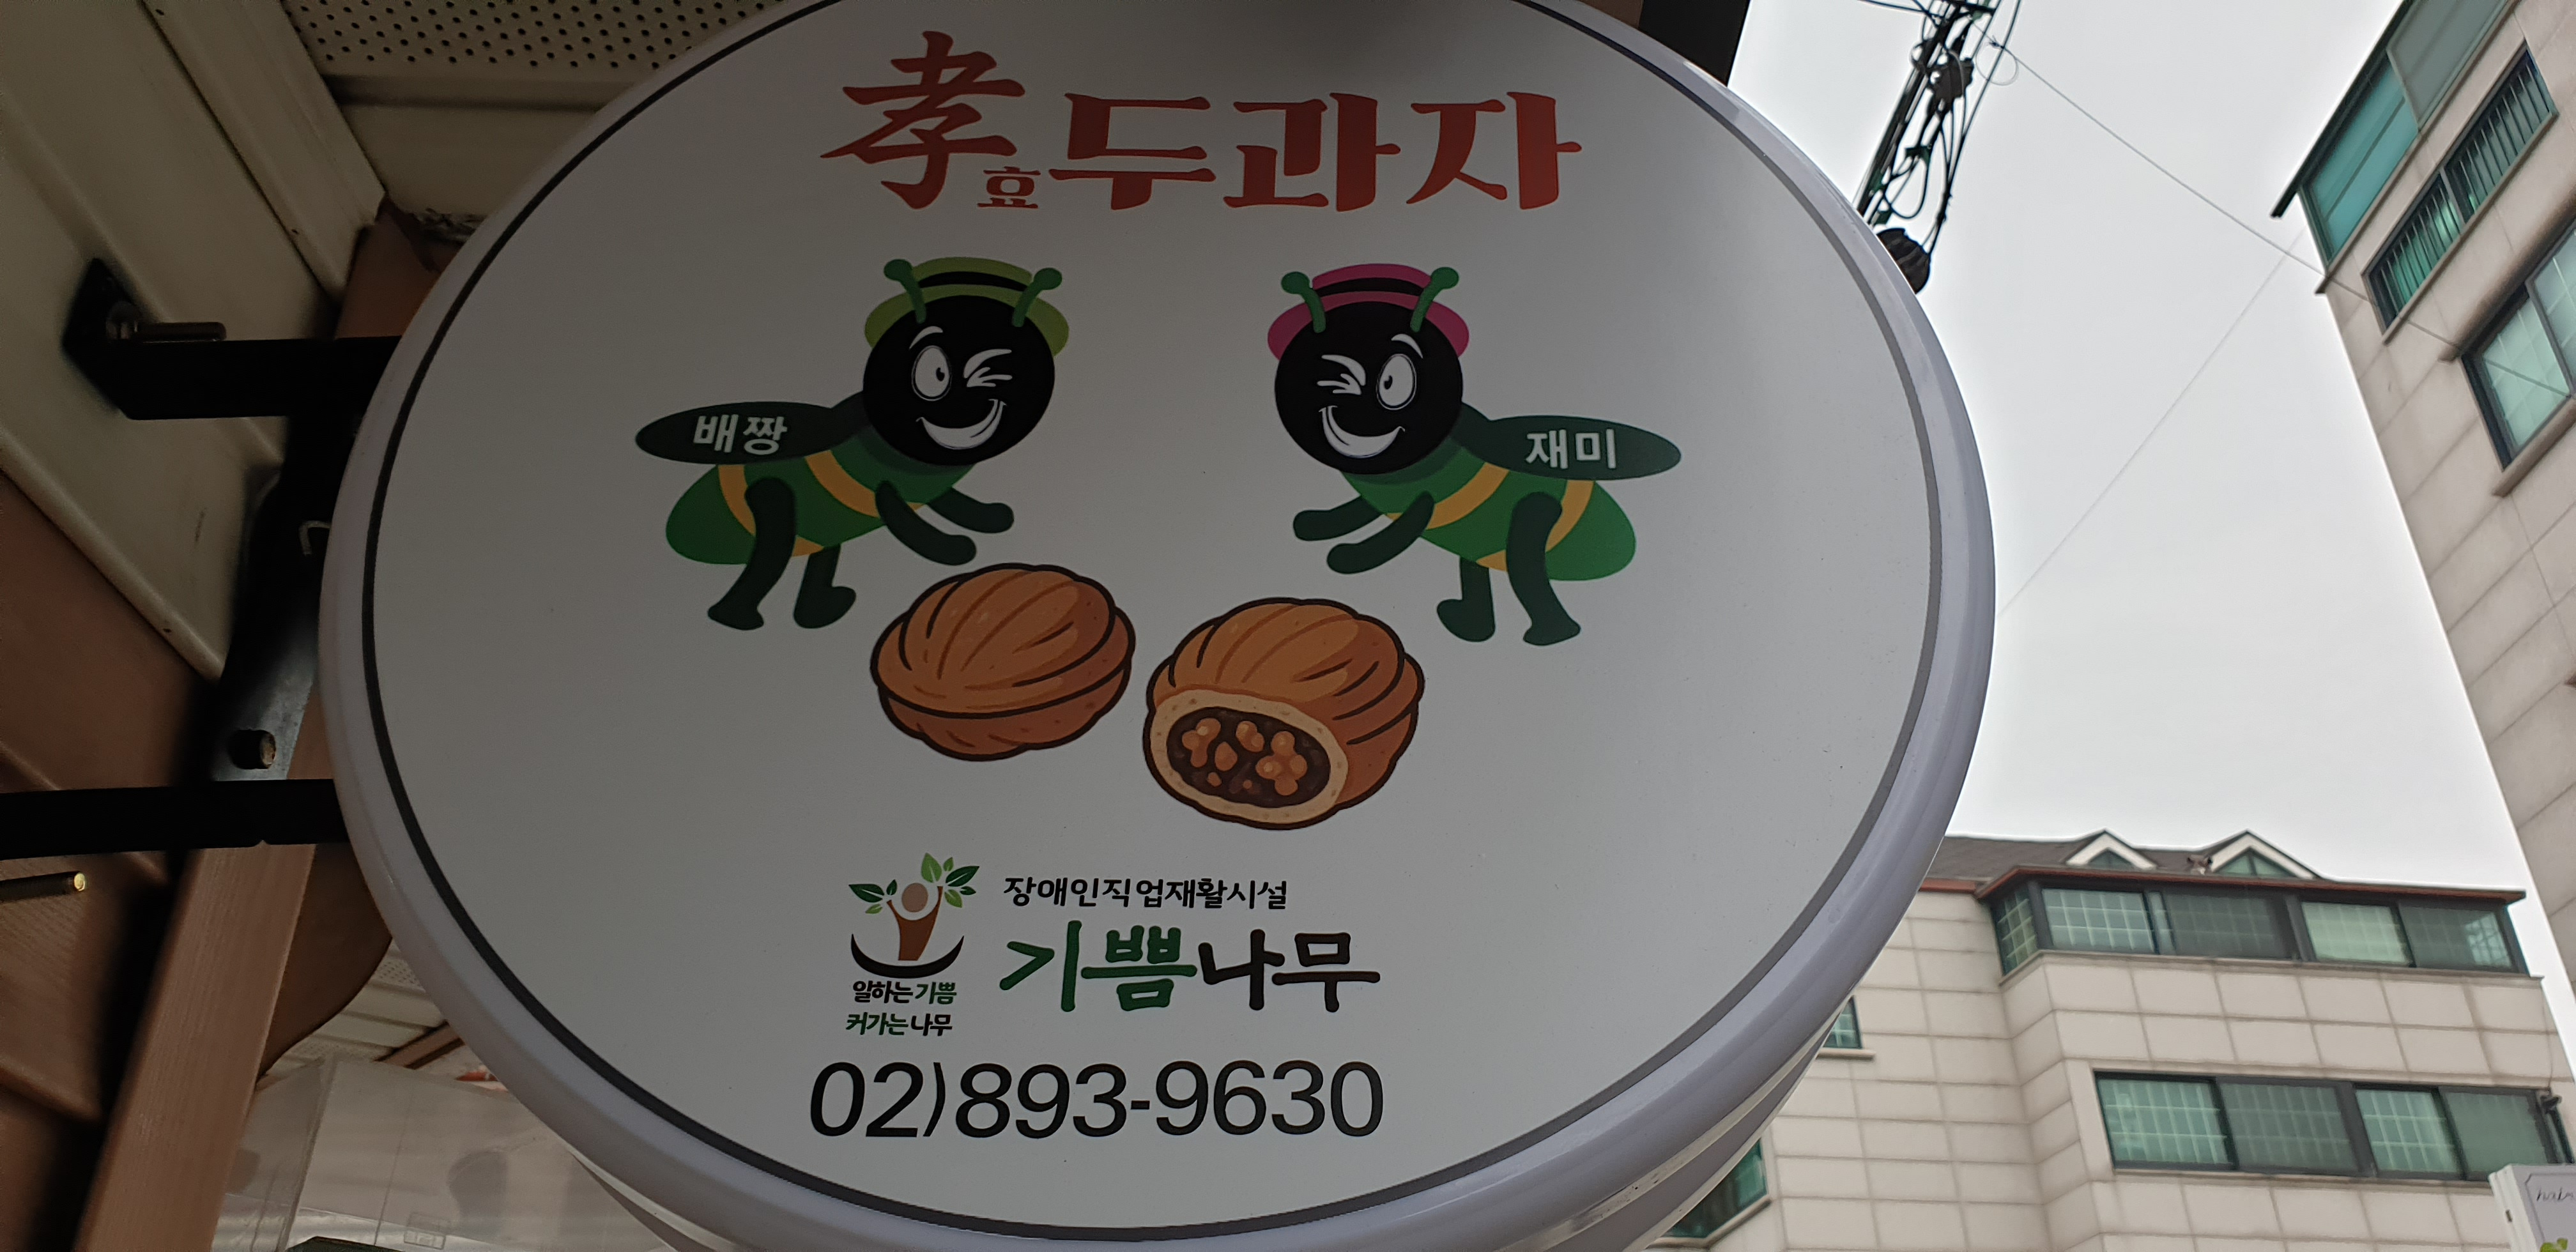 孝효두과자
배짱
재미
장애인직업재활시설
기쁨나무
일하는기쁨
커가는나무
02)893-9630